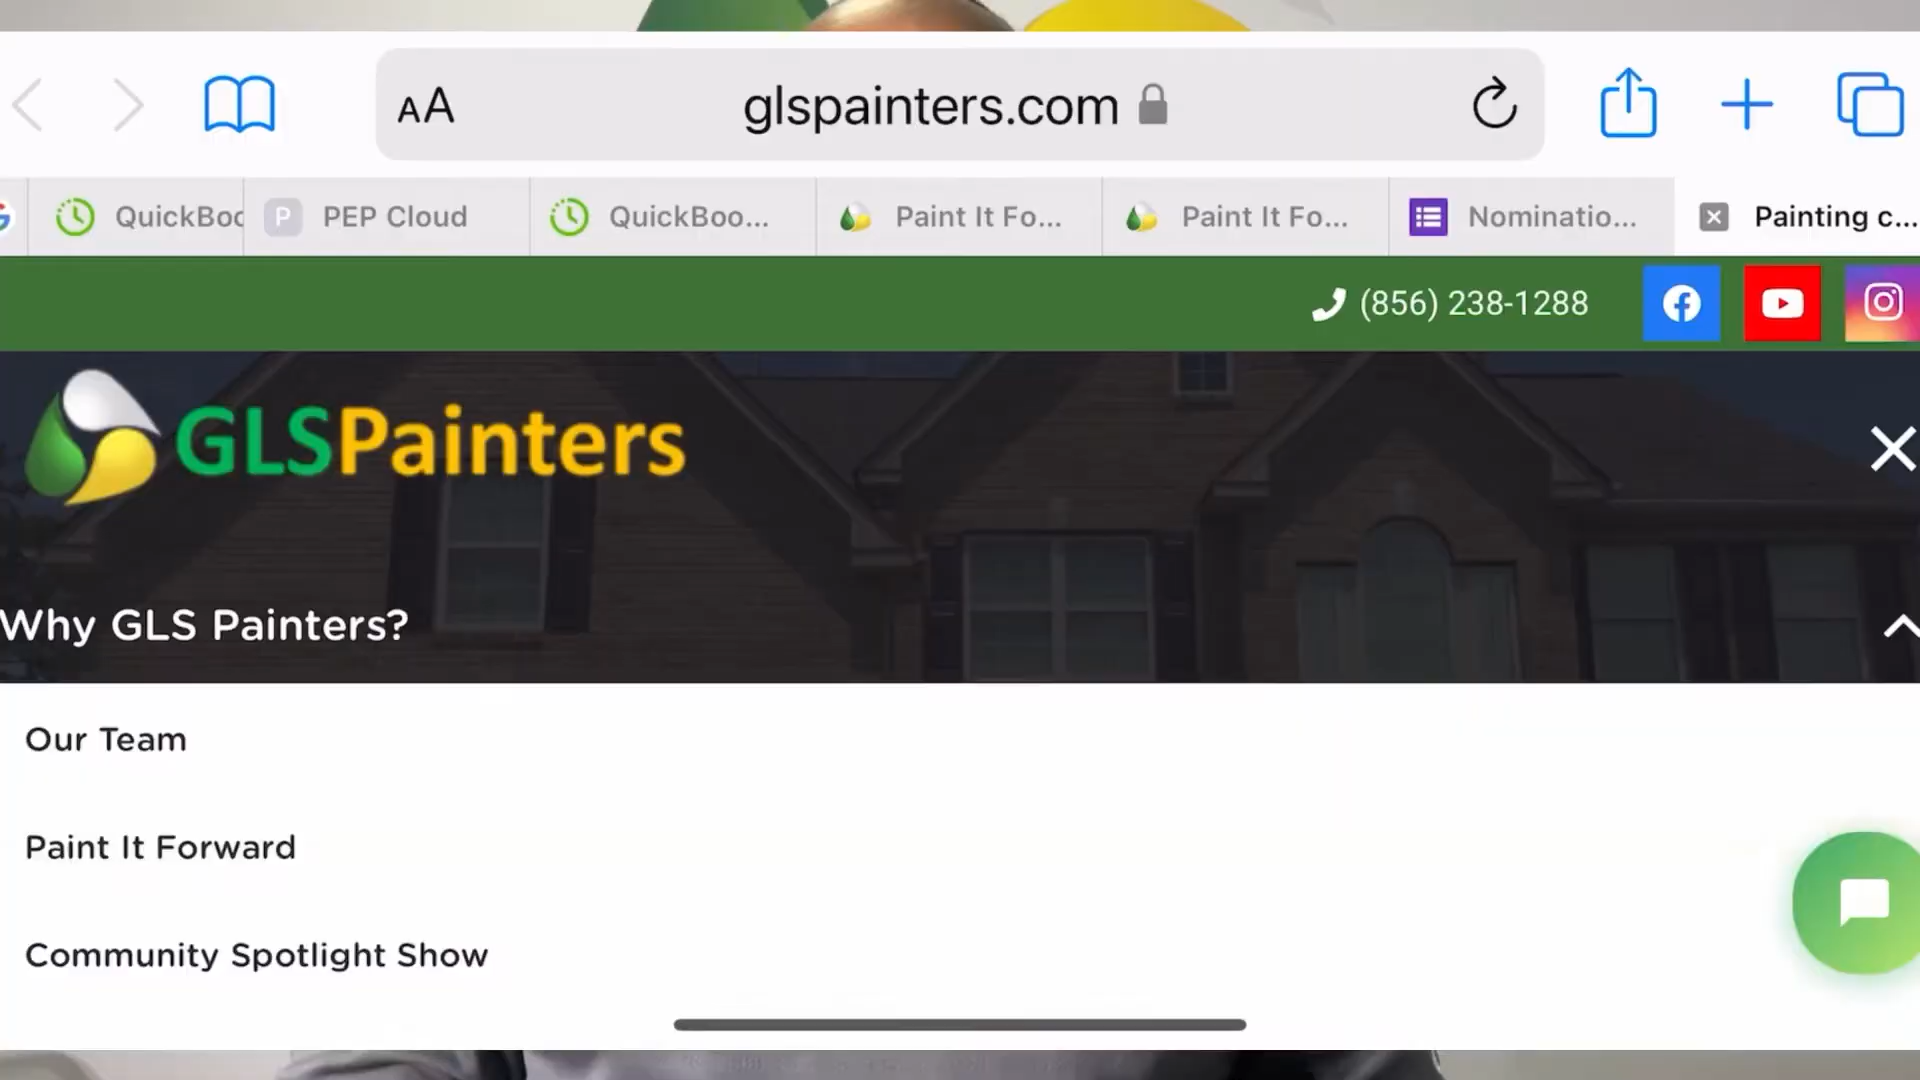 AA glspainters.com
QuickBoo
P PEP Cloud
QuickBoo...
Paint It Fo...
Paint It Fo...
Nominatio...
Painting c...
(856) 238-1288
GLSPainters
Why GLS Painters?
Our Team
Paint It Forward
Community Spotlight Show